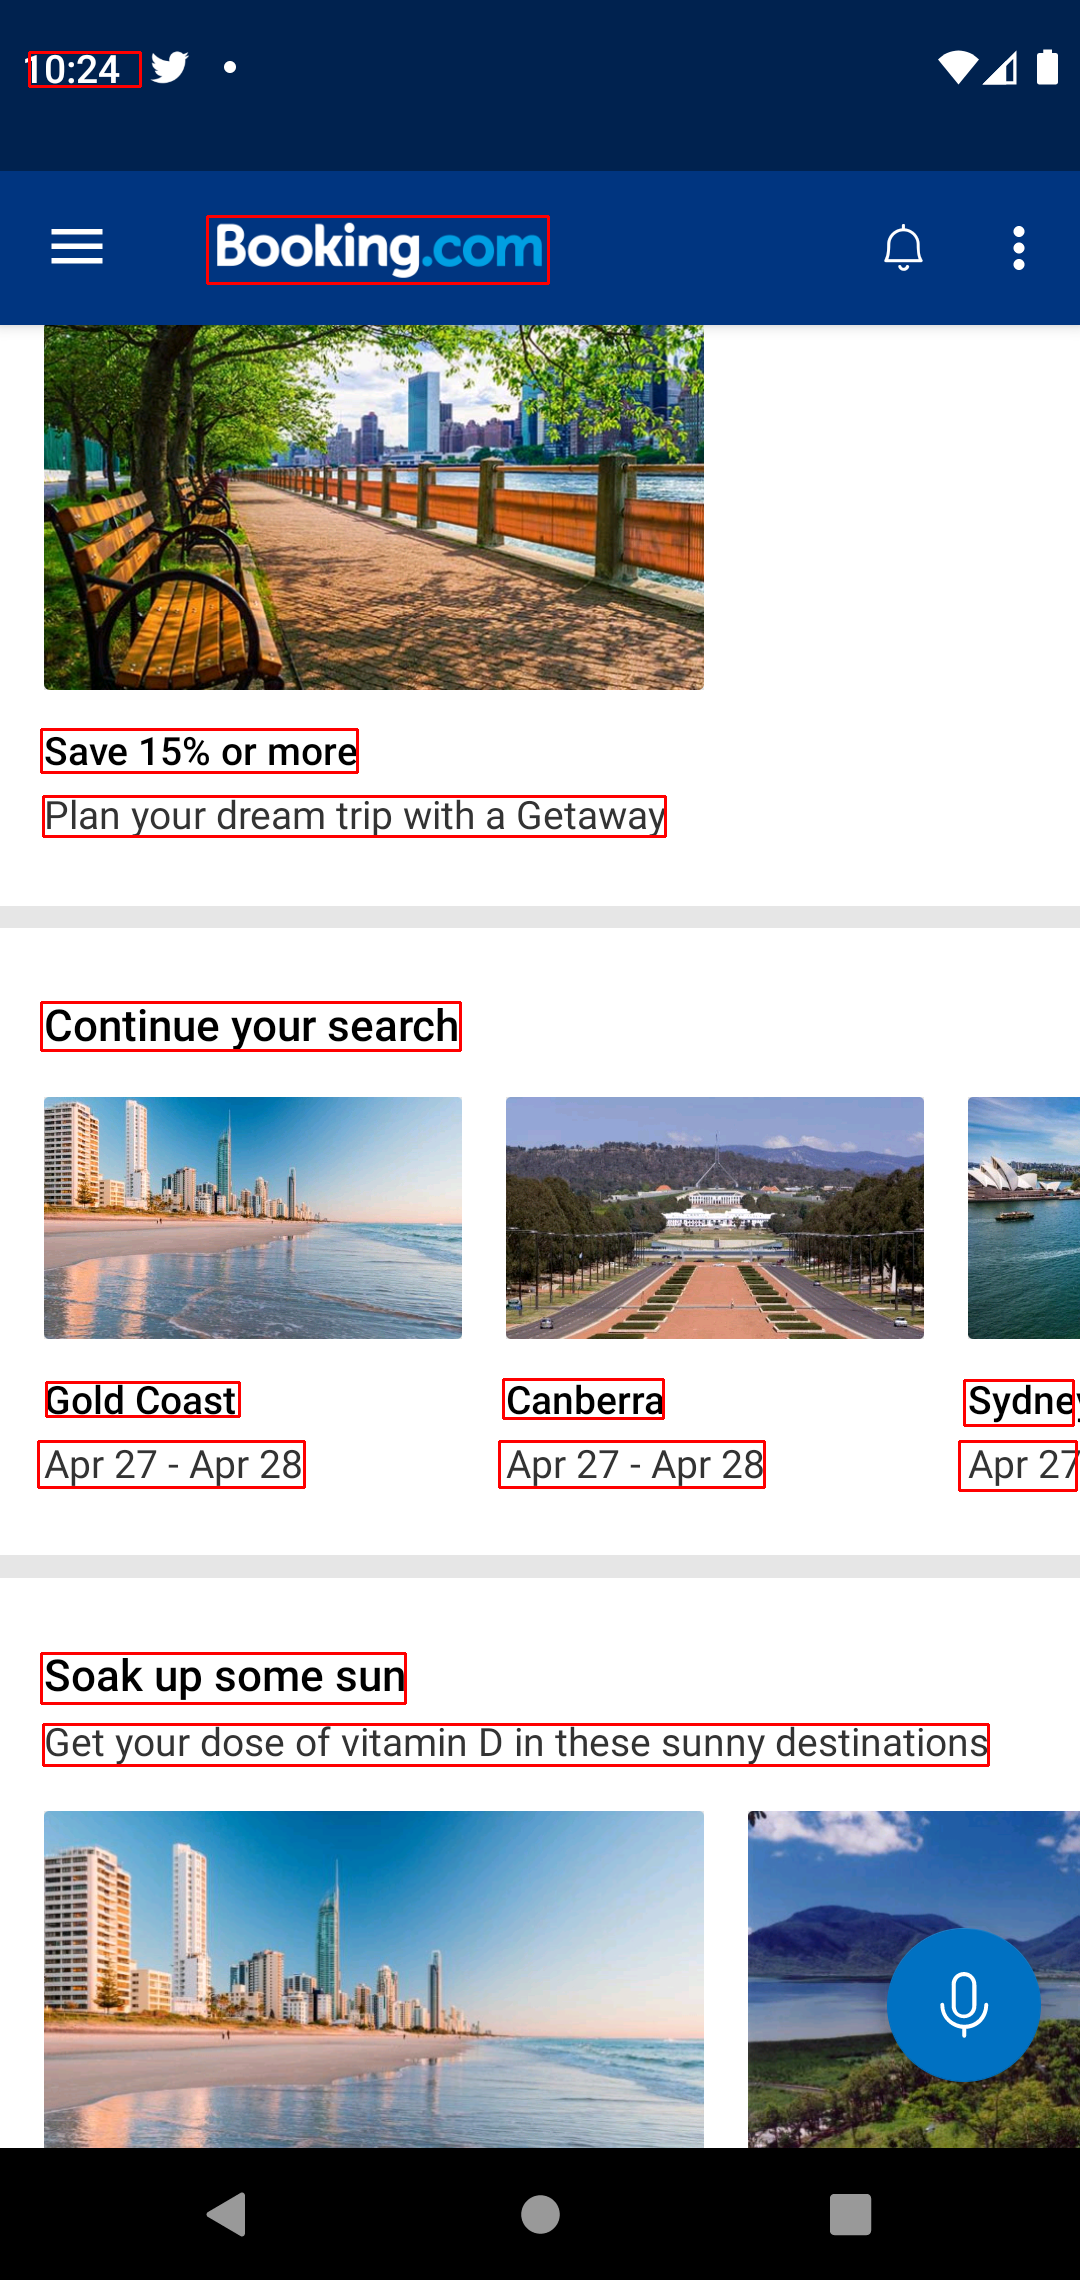 10:24
Booking.com
Save 15% or more
Plan your dream trip with a Getaway
Continue your search
Gold Coast
Canberra
Sydney
Apr 27 - Apr 28
Apr 27 - Apr 28
Apr 27
Soak up some sun
Get your dose of vitamin D in these sunny destinations